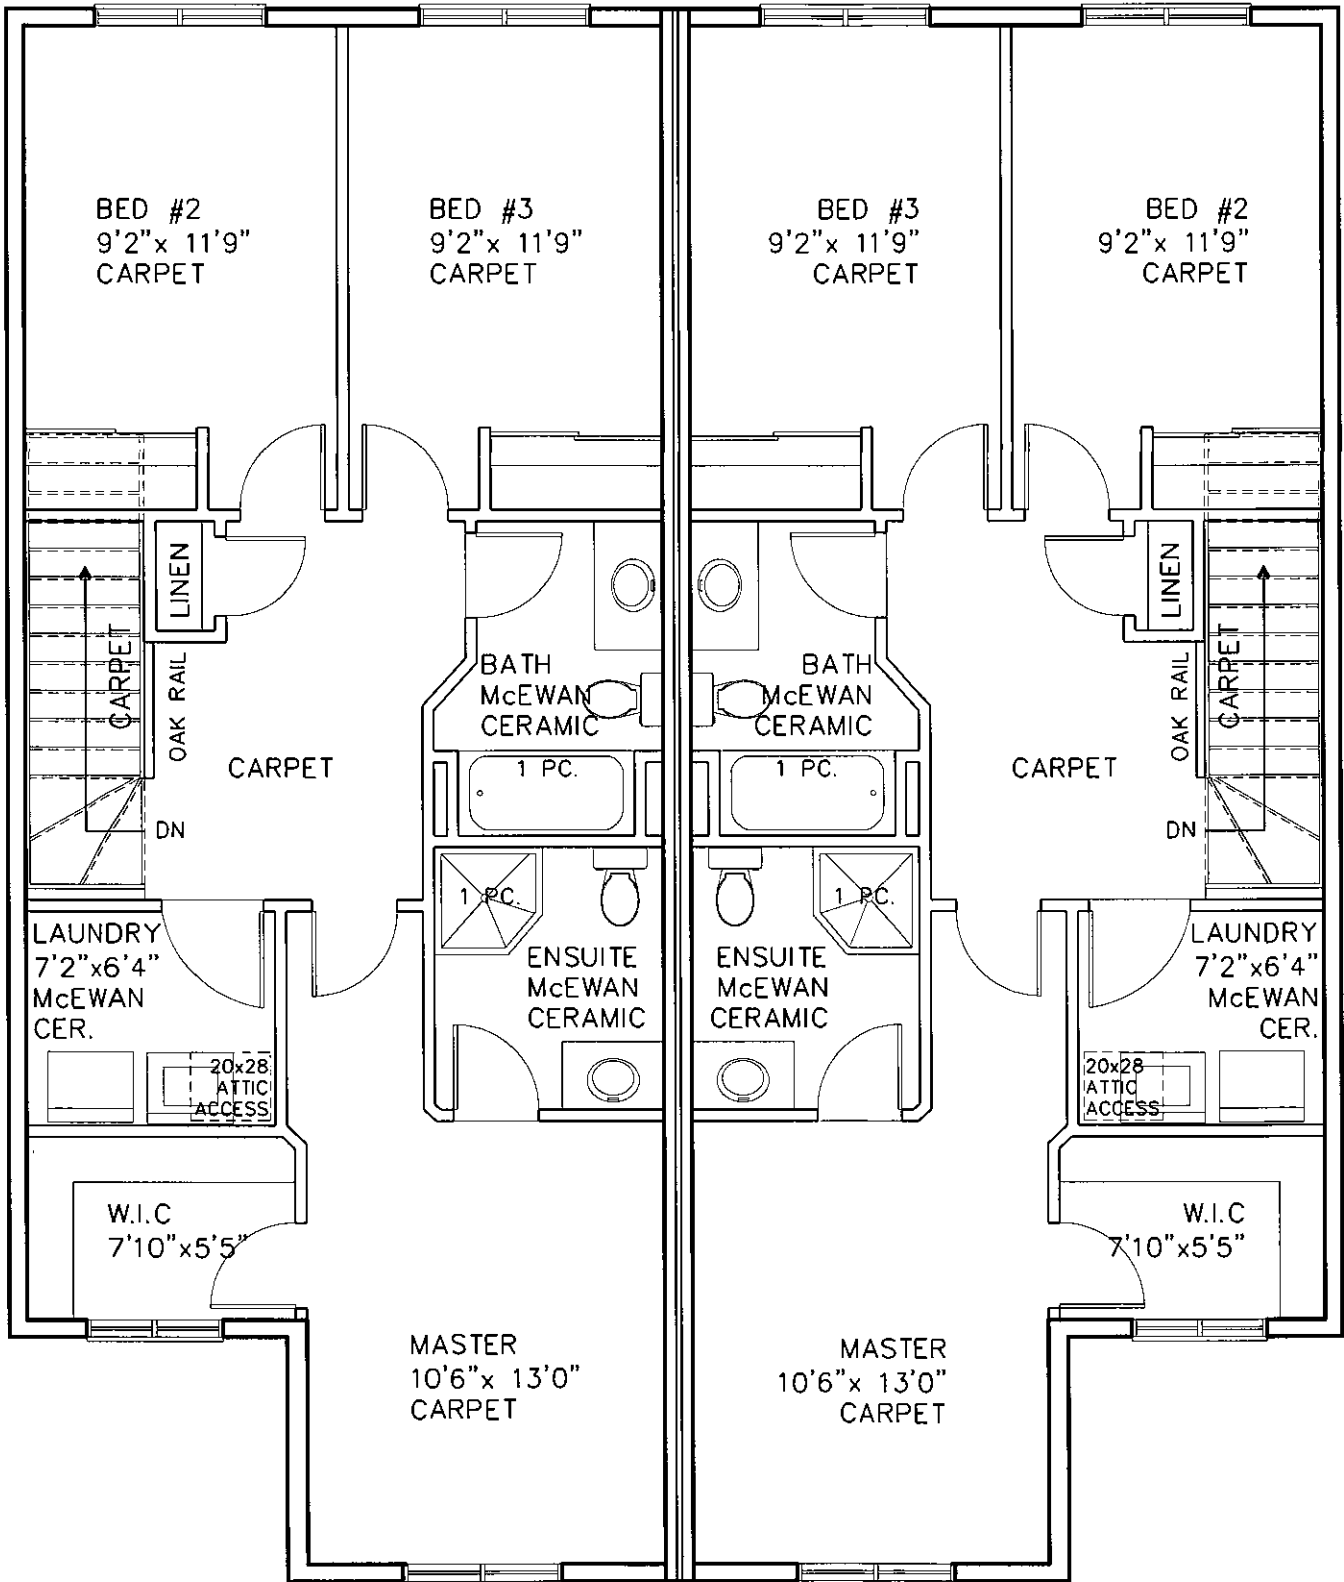 BED #2
9'2"x 11'9"
CARPET
BED #3
9'2"x 11'9"
CARPET
BED #3
9'2"x 11'9"
CARPET
BED #2
9'2"x 11'9"
CARPET
LINEN
CARPET
OAK RAIL
CARPET
DN
BATH
McEWAN
CERAMIC
1 PC.
BATH
McEWAN
CERAMIC
1 PC.
LINEN
CARPET
OAK RAIL
CARPET
DN
LAUNDRY
7'2"x6'4"
McEWAN
CER.
20x28
ATTIC
ACCESS
1 PC.
ENSUITE
McEWAN
CERAMIC
1 PC.
ENSUITE
McEWAN
CERAMIC
LAUNDRY
7'2"x6'4"
McEWAN
CER.
20x28
ATTIC
ACCESS
W.I.C
7'10"x5'5"
W.I.C
7'10"x5'5"
MASTER
10'6"x 13'0"
CARPET
MASTER
10'6"x 13'0"
CARPET